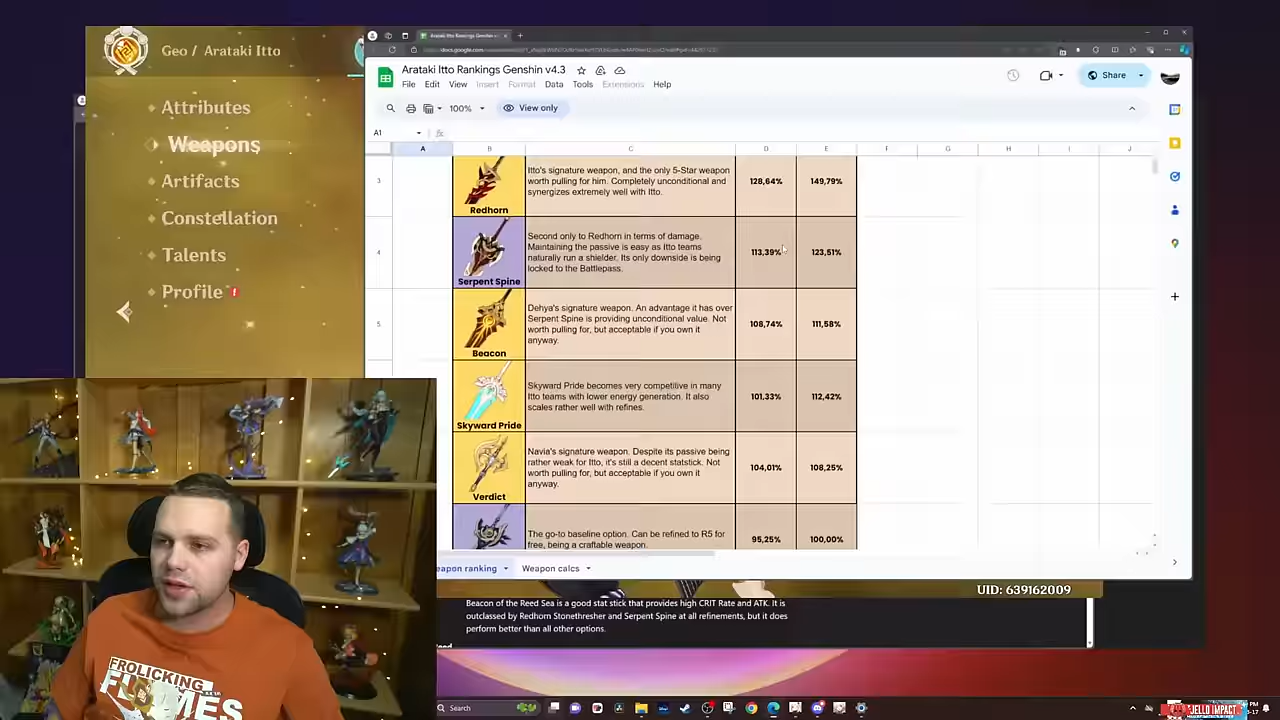 Geo / Arataki Itto
Attributes
Weapons
Artifacts
Constellation
Talents
Profile
Arataki Itto Rankings Genshin v4.3
File Edit View Insert Format Data Tools Extensions Help
Share
100%
View only
A1
A B C D E F G H I J
3
Redhorn
Itto's signature weapon, and the only 5-Star weapon
worth pulling for him. Completely unconditional and
synergizes extremely well with Itto.
128,64% 149,79%
4
Serpent Spine
Second only to Redhorn in terms of damage.
Maintaining the passive is easy as Itto teams
naturally run a shielder. Its only downside is being
locked to the Battlepass.
113,39% 123,51%
5
Beacon
Dehya's signature weapon. An advantage it has over
Serpent Spine is providing unconditional value. Not
worth pulling for, but acceptable if you own it
anyway.
108,74% 111,58%
Skyward Pride
Skyward Pride becomes very competitive in many
Itto teams with lower energy generation. It also
scales rather well with refines.
101,33% 112,42%
Verdict
Navia's signature weapon. Despite its passive being
rather weak for Itto, it's still a decent statstick. Not
worth pulling for, but acceptable if you own it
anyway.
104,01% 108,25%
The go-to baseline option. Can be refined to R5 for
free, being a craftable weapon.
95,25% 100,00%
eapon ranking Weapon calcs
UID: 639162009
Beacon of the Reed Sea is a good stat stick that provides high CRIT Rate and ATK. It is
outclassed by Redhorn Stonethresher and Serpent Spine at all refinements, but it does
perform better than all other options.
FROLICKING
FLAMES
Search
JELLO IMPACT